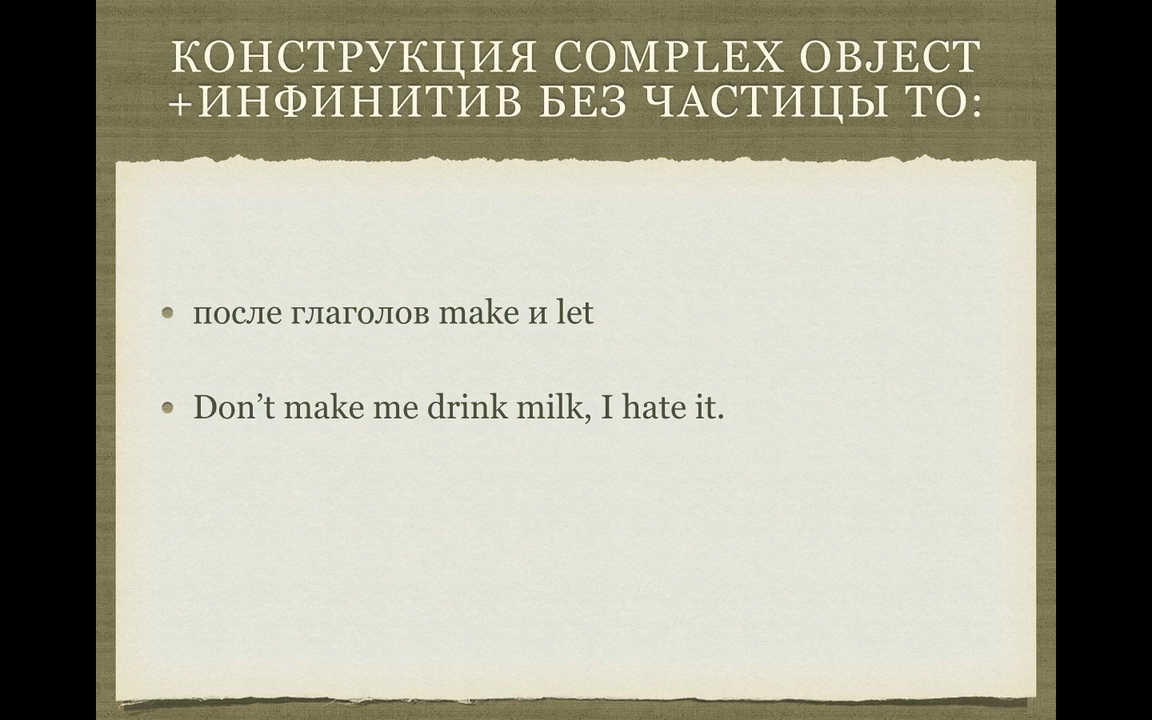 КОНСТРУКЦИЯ COMPLEX OBJECT
+ИНФИНИТИВ БЕЗ ЧАСТИЦЫ TO:
• после глаголов make и let
• Don’t make me drink milk, I hate it.